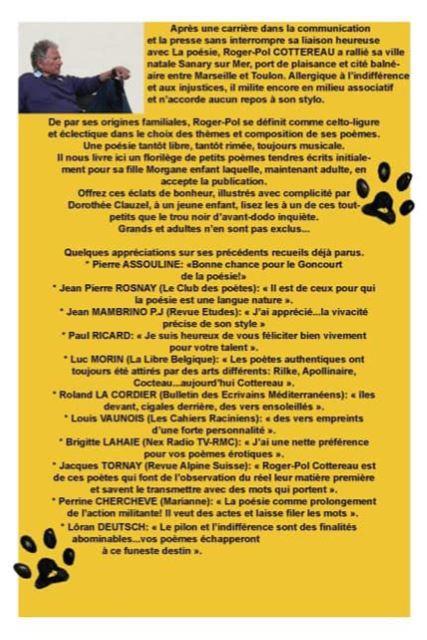 Après une carrière dans la communication
et la presse sans interrompre sa liaison heureuse
avec La poésie, Roger-Pol COTTEREAU a rallié sa ville
natale Sanary sur Mer, port de plaisance et cité balné-
aire entre Marseille et Toulon. Allergique à l'indifférence
et aux injustices, il milite encore en milieu associatif
et n'accorde aucun repos à son stylo.
De par ses origines familiales, Roger-Pol se définit comme celto-ligure
et éclectique dans le choix des thèmes et composition de ses poèmes.
Une poésie tantôt libre, tantôt rimée, toujours musicale.
Il nous livre ici un florilège de petits poèmes tendres écrits initiale-
ment pour sa fille Morgane enfant laquelle, maintenant adulte, en
accepte la publication.
Offrez ces éclats de bonheur, illustrés avec complicité par
Dorothée Clauzel, à un jeune enfant, lisez les à un de ces tout-
petits que le trou noir d'avant-dodo inquiète.
Grands et adultes n'en sont pas exclus...
Quelques appréciations sur ses précédents recueils déjà parus.
* Pierre ASSOULINE: «Bonne chance pour le Goncourt
de la poésie!»
* Jean Pierre ROSNAY (Le Club des poètes): « Il est de ceux pour qui
la poésie est une langue nature ».
* Jean MAMBRINO P.J (Revue Etudes): « J'ai apprécié...la vivacité
précise de son style »
* Paul RICARD: « Je suis heureux de vous féliciter bien vivement
pour votre talent ».
* Luc MORIN (La Libre Belgique): « Les poètes authentiques ont
toujours été attirés par des arts différents: Rilke, Apollinaire,
Cocteau...aujourd'hui Cottereau ».
* Roland LA CORDIER (Bulletin des Ecrivains Méditerranéens): « iles
devant, cigales derrière, des vers ensoleillés ».
* Louis VAUNOIS (Les Cahiers Raciniens): « des vers empreints
d'une forte personnalité ».
* Brigitte LAHAIE (Nex Radio TV-RMC): « J'ai une nette préférence
pour vos poèmes érotiques ».
* Jacques TORNAY (Revue Alpine Suisse): « Roger-Pol Cottereau est
de ces poètes qui font de l'observation du réel leur matière première
et savent le transmettre avec des mots qui portent ».
* Perrine CHERCHEVE (Marianne): « La poésie comme prolongement
de l'action militante! Il veut des actes et laisse filer les mots ».
* Lôran DEUTSCH: « Le pilon et l'indifférence sont des finalités
abominables...vos poèmes échapperont
à ce funeste destin ».